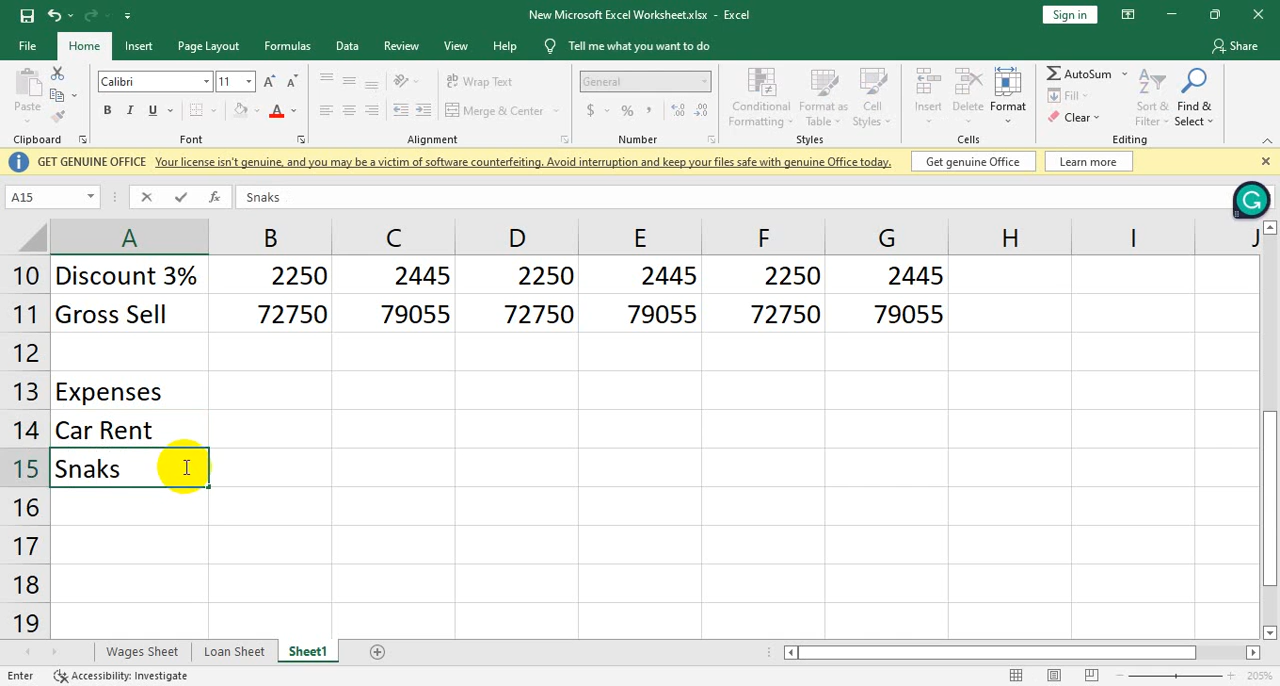 New Microsoft Excel Worksheet.xlsx - Excel
Sign in
File Home Insert Page Layout Formulas Data Review View Help Tell me what you want to do Share
Calibri 11 Wrap Text General AutoSum
Paste Conditional Format as Cell Insert Delete Format Fill Sort & Find &
B I U A Merge & Center $ % , Formatting Table Styles Clear Filter Select
Clipboard Font Alignment Number Styles Cells Editing
GET GENUINE OFFICE Your license isn't genuine, and you may be a victim of software counterfeiting. Avoid interruption and keep your files safe with genuine Office today. Get genuine Office Learn more
A15 fx Snaks
G
A B C D E F G H I J
10 Discount 3% 2250 2445 2250 2445 2250 2445
11 Gross Sell 72750 79055 72750 79055 72750 79055
12
13 Expenses
14 Car Rent
15 Snaks
16
17
18
19
Wages Sheet Loan Sheet Sheet1
Enter Accessibility: Investigate 205%